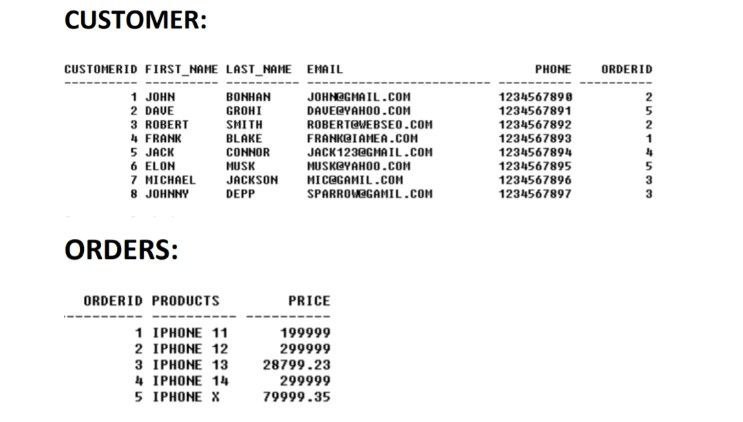 CUSTOMER:
CUSTOMERID FIRST_NAME LAST_NAME EMAIL PHONE ORDERID
1 JOHN BONHAN JOHN@GMAIL.COM 1234567890 2
2 DAVE GROHI DAVE@YAHOO.COM 1234567891 5
3 ROBERT SMITH ROBERT@WEBSEO.COM 1234567892 2
4 FRANK BLAKE FRANK@IAMEA.COM 1234567893 1
5 JACK CONNOR JACK123@GMAIL.COM 1234567894 4
6 ELON MUSK MUSK@YAHOO.COM 1234567895 5
7 MICHAEL JACKSON MIC@GAMIL.COM 1234567896 3
8 JOHNNY DEPP SPARROW@GAMIL.COM 1234567897 3
ORDERS:
ORDERID PRODUCTS PRICE
1 IPHONE 11 199999
2 IPHONE 12 299999
3 IPHONE 13 28799.23
4 IPHONE 14 299999
5 IPHONE X 79999.35